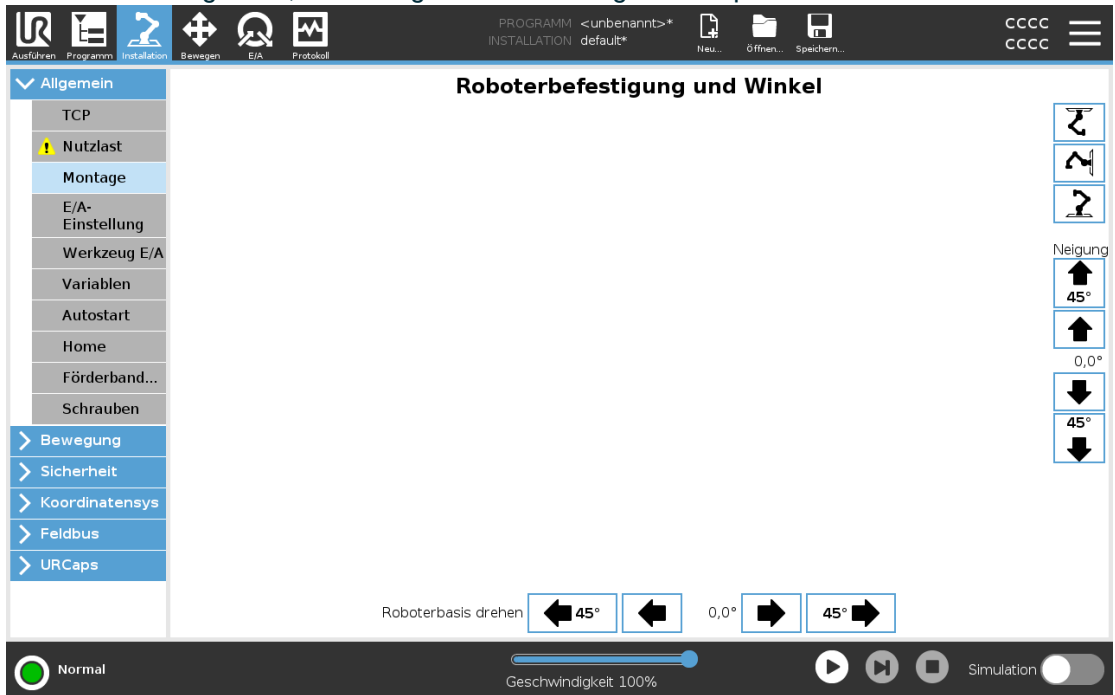 PROGRAMM <unbenannt>*
INSTALLATION default*
CCCC
CCCC
Ausführen Programm Installation Bewegen E/A Protokoll Neu... Öffnen... Speichern...
Allgemein
TCP
Nutzlast
Montage
E/A-
Einstellung
Werkzeug E/A
Variablen
Autostart
Home
Förderband...
Schrauben
Bewegung
Sicherheit
Koordinatensys
Feldbus
URCaps
Roboterbefestigung und Winkel
Neigung
45°
0,0°
45°
Roboterbasis drehen 45° 0,0° 45°
Normal
Geschwindigkeit 100%
Simulation